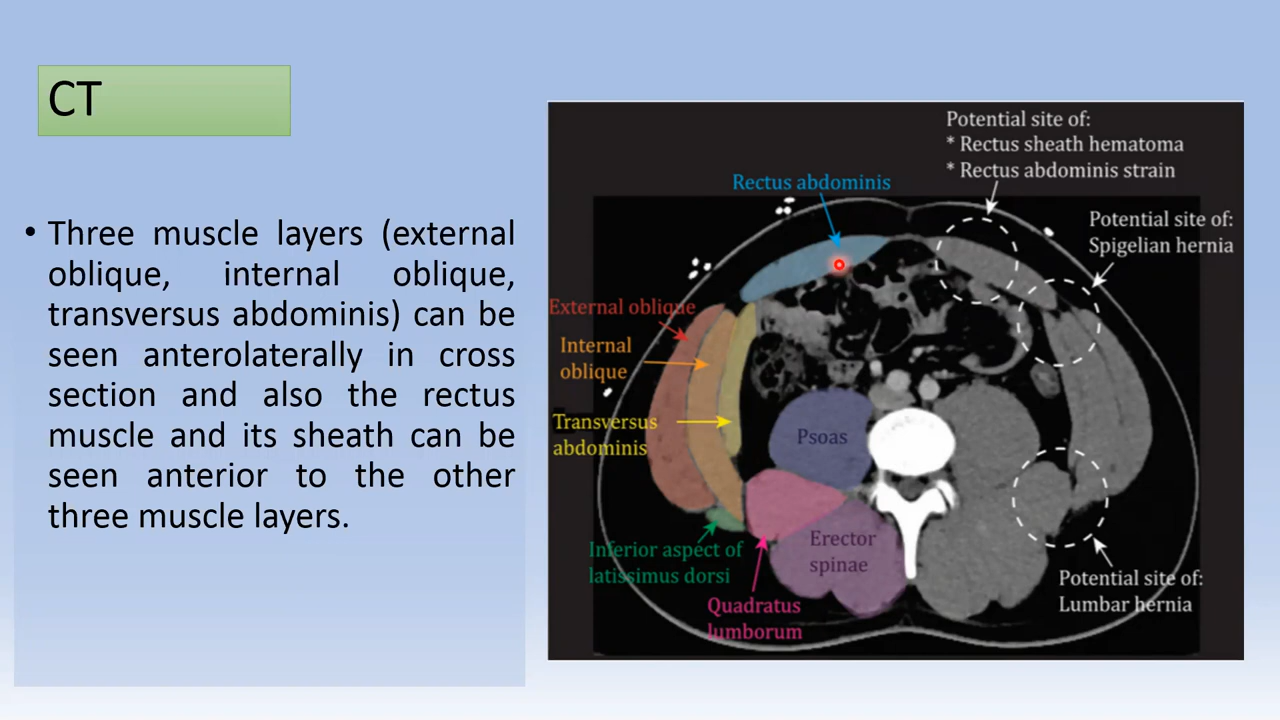 CT
• Three muscle layers (external
oblique, internal oblique,
transversus abdominis) can be
seen anterolaterally in cross
section and also the rectus
muscle and its sheath can be
seen anterior to the other
three muscle layers.
Potential site of:
* Rectus sheath hematoma
* Rectus abdominis strain
Rectus abdominis
Potential site of:
Spigelian hernia
External oblique
Internal
oblique
Transversus
abdominis
Psoas
Erector
spinae
Inferior aspect of
latissimus dorsi
Quadratus
lumborum
Potential site of:
Lumbar hernia